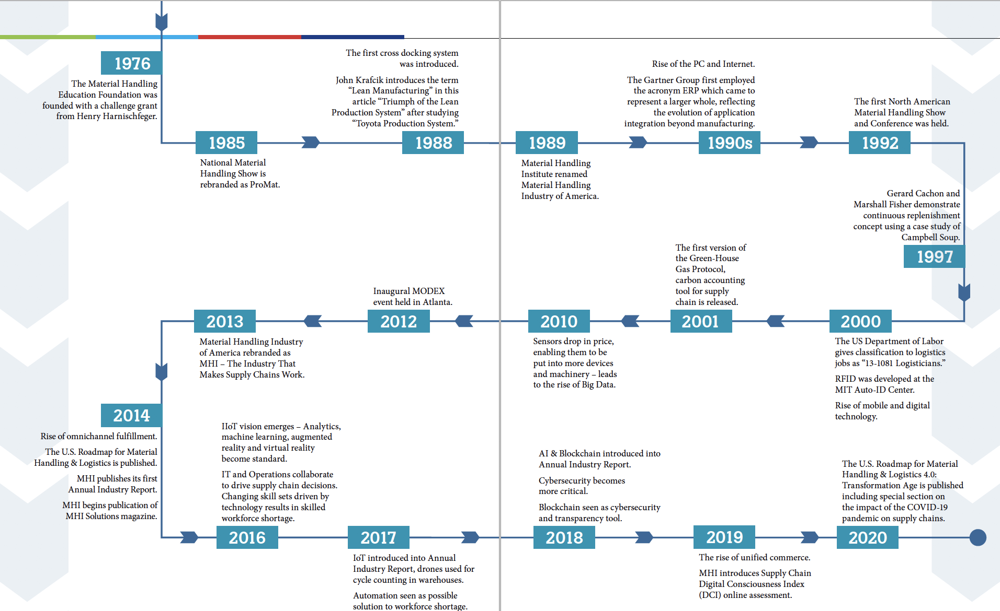 1976
The Material Handling
Education Foundation was
founded with a challenge grant
from Henry Harnischfeger.
1985
National Material
Handling Show is
rebranded as ProMat.
The first cross docking system
was introduced.
John Krafcik introduces the term
“Lean Manufacturing” in this
article “Triumph of the Lean
Production System” after studying
“Toyota Production System.”
1988
1989
Material Handling
Institute renamed
Material Handling
Industry of America.
Rise of the PC and Internet.
The Gartner Group first employed
the acronym ERP which came to
represent a larger whole, reflecting
the evolution of application
integration beyond manufacturing.
1990s
The first North American
Material Handling Show
and Conference was held.
1992
Gerard Cachon and
Marshall Fisher demonstrate
continuous replenishment
concept using a case study of
Campbell Soup.
1997
2000
The US Department of Labor
gives classification to logistics
jobs as “13-1081 Logisticians.”
RFID was developed at the
MIT Auto-ID Center.
Rise of mobile and digital
technology.
The first version of
the Green-House
Gas Protocol,
carbon accounting
tool for supply
chain is released.
2001
2010
Sensors drop in price,
enabling them to be
put into more devices
and machinery – leads
to the rise of Big Data.
Inaugural MODEX
event held in Atlanta.
2012
2013
Material Handling Industry
of America rebranded as
MHI – The Industry That
Makes Supply Chains Work.
2014
Rise of omnichannel fulfillment.
The U.S. Roadmap for Material
Handling & Logistics is published.
MHI publishes its first
Annual Industry Report.
MHI begins publication of
MHI Solutions magazine.
IIoT vision emerges – Analytics,
machine learning, augmented
reality and virtual reality
become standard.
IT and Operations collaborate
to drive supply chain decisions.
Changing skill sets driven by
technology results in skilled
workforce shortage.
2016
2017
IoT introduced into Annual
Industry Report, drones used for
cycle counting in warehouses.
Automation seen as possible
solution to workforce shortage.
AI & Blockchain introduced into
Annual Industry Report.
Cybersecurity becomes
more critical.
Blockchain seen as cybersecurity
and transparency tool.
2018
2019
The rise of unified commerce.
MHI introduces Supply Chain
Digital Consciousness Index
(DCI) online assessment.
The U.S. Roadmap for Material
Handling & Logistics 4.0:
Transformation Age is published
including special section on
the impact of the COVID-19
pandemic on supply chains.
2020